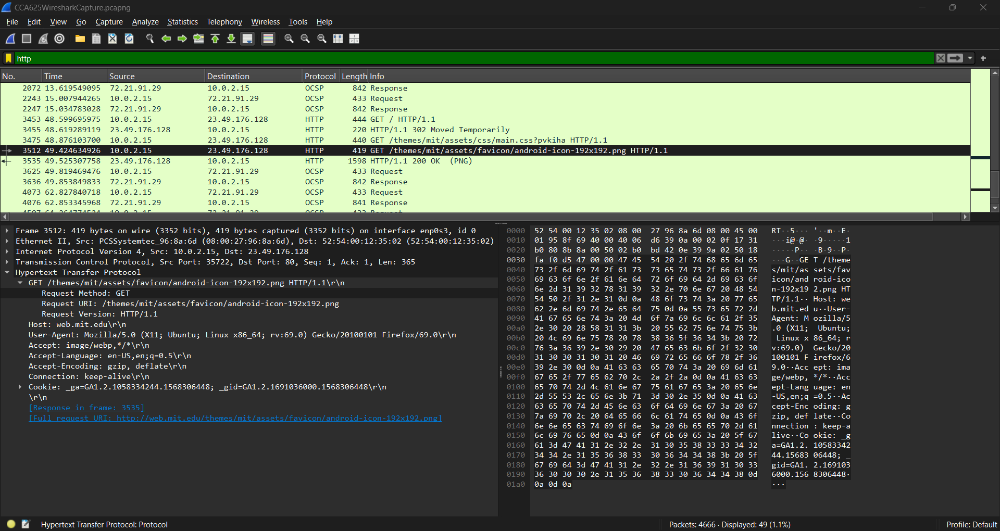 CCA625WiresharkCapture.pcapng
File Edit View Go Capture Analyze Statistics Telephony Wireless Tools Help
http
No. Time Source Destination Protocol Length Info
2072 13.619549095 72.21.91.29 10.0.2.15 OCSP 842 Response
2243 15.007944265 10.0.2.15 72.21.91.29 OCSP 433 Request
2247 15.034783028 72.21.91.29 10.0.2.15 OCSP 842 Response
3453 48.599695975 10.0.2.15 23.49.176.128 HTTP 444 GET / HTTP/1.1
3455 48.619289119 23.49.176.128 10.0.2.15 HTTP 220 HTTP/1.1 302 Moved Temporarily
3475 48.876103700 10.0.2.15 23.49.176.128 HTTP 440 GET /themes/mit/assets/css/main.css?pvkiha HTTP/1.1
3512 49.424634926 10.0.2.15 23.49.176.128 HTTP 419 GET /themes/mit/assets/favicon/android-icon-192x192.png HTTP/1.1
3535 49.525307758 23.49.176.128 10.0.2.15 HTTP 1598 HTTP/1.1 200 OK (PNG)
3625 49.819469476 10.0.2.15 72.21.91.29 OCSP 433 Request
3636 49.853849833 72.21.91.29 10.0.2.15 OCSP 842 Response
4073 62.827840718 10.0.2.15 72.21.91.29 OCSP 433 Request
4076 62.853345968 72.21.91.29 10.0.2.15 OCSP 841 Response
Frame 3512: 419 bytes on wire (3352 bits), 419 bytes captured (3352 bits) on interface enp0s3, id 0
Ethernet II, Src: PCSSystemtec_96:8a:6d (08:00:27:96:8a:6d), Dst: 52:54:00:12:35:02 (52:54:00:12:35:02)
Internet Protocol Version 4, Src: 10.0.2.15, Dst: 23.49.176.128
Transmission Control Protocol, Src Port: 35722, Dst Port: 80, Seq: 1, Ack: 1, Len: 365
Hypertext Transfer Protocol
GET /themes/mit/assets/favicon/android-icon-192x192.png HTTP/1.1\r\n
Request Method: GET
Request URI: /themes/mit/assets/favicon/android-icon-192x192.png
Request Version: HTTP/1.1
Host: web.mit.edu\r\n
User-Agent: Mozilla/5.0 (X11; Ubuntu; Linux x86_64; rv:69.0) Gecko/20100101 Firefox/69.0\r\n
Accept: image/webp,*/*\r\n
Accept-Language: en-US,en;q=0.5\r\n
Accept-Encoding: gzip, deflate\r\n
Connection: keep-alive\r\n
Cookie: _ga=GA1.2.1058334244.1568306448; _gid=GA1.2.1691036000.1568306448\r\n
\r\n
[Response in frame: 3535]
[Full request URI: http://web.mit.edu/themes/mit/assets/favicon/android-icon-192x192.png]
0000 52 54 00 12 35 02 08 00 27 96 8a 6d 08 00 45 00 RT··5···'··m··E·
0010 01 95 8f 69 40 00 40 06 d6 39 0a 00 02 0f 17 31 ···i@·@··9·····1
0020 b0 80 8b 8a 00 50 02 b0 bd 42 0e 39 9a 02 50 18 ·····P···B·9··P·
0030 fa f0 d5 47 00 00 47 45 54 20 2f 74 68 65 6d 65 ···G··GE T /theme
0040 73 2f 6d 69 74 2f 61 73 73 65 74 73 2f 66 61 76 s/mit/as sets/fav
0050 69 63 6f 6e 2f 61 6e 64 72 6f 69 64 2d 69 63 6f icon/and roid-ico
0060 6e 2d 31 39 32 78 31 39 32 2e 70 6e 67 20 48 54 n-192x19 2.png HT
0070 54 50 2f 31 2e 31 0d 0a 48 6f 73 74 3a 20 77 65 TP/1.1·· Host: we
0080 62 2e 6d 69 74 2e 65 64 75 0d 0a 55 73 65 72 2d b.mit.ed u··User-
0090 41 67 65 6e 74 3a 20 4d 6f 7a 69 6c 6c 61 2f 35 Agent: M ozilla/5
00a0 2e 30 20 28 58 31 31 3b 20 55 62 75 6e 74 75 3b .0 (X11; Ubuntu;
00b0 20 4c 69 6e 75 78 20 78 38 36 5f 36 34 3b 20 72 Linux x 86_64; r
00c0 76 3a 36 39 2e 30 29 20 47 65 63 6b 6f 2f 32 30 v:69.0) Gecko/20
00d0 31 30 30 31 30 31 20 46 69 72 65 66 6f 78 2f 36 100101 F irefox/6
00e0 39 2e 30 0d 0a 41 63 63 65 70 74 3a 20 69 6d 61 9.0··Acc ept: ima
00f0 67 65 2f 77 65 62 70 2c 2a 2f 2a 0d 0a 41 63 63 ge/webp, */*··Acc
0100 65 70 74 2d 4c 61 6e 67 75 61 67 65 3a 20 65 6e ept-Lang uage: en
0110 2d 55 53 2c 65 6e 3b 71 3d 30 2e 35 0d 0a 41 63 -US,en;q =0.5··Ac
0120 63 65 70 74 2d 45 6e 63 6f 64 69 6e 67 3a 20 67 cept-Enc oding: g
0130 7a 69 70 2c 20 64 65 66 6c 61 74 65 0d 0a 43 6f zip, def late··Co
0140 6e 6e 65 63 74 69 6f 6e 3a 20 6b 65 65 70 2d 61 nnection : keep-a
0150 6c 69 76 65 0d 0a 43 6f 6f 6b 69 65 3a 20 5f 67 live··Co okie: _g
0160 61 3d 47 41 31 2e 32 2e 31 30 35 38 33 33 34 32 a=GA1.2. 10583342
0170 34 34 2e 31 35 36 38 33 30 36 34 34 38 3b 20 5f 44.15683 06448; _
0180 67 69 64 3d 47 41 31 2e 32 2e 31 36 39 31 30 33 gid=GA1. 2.169103
0190 36 30 30 30 2e 31 35 36 38 33 30 36 34 34 38 0d 6000.156 8306448·
01a0 0a 0d 0a ···
Hypertext Transfer Protocol: Protocol Packets: 4666 · Displayed: 49 (1.1%) Profile: Default